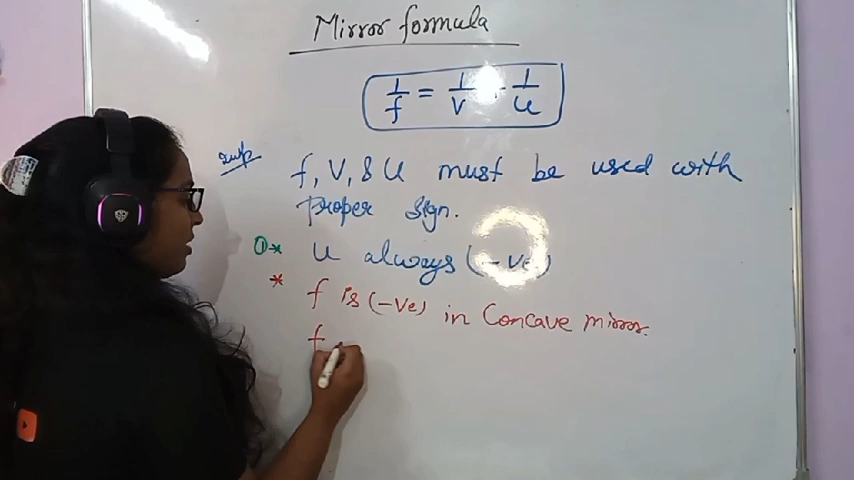 Mirror formula
1/f = 1/v + 1/u
Imp f, V, & U must be used with
proper sign.
① * u always (-ve)
* f is (-ve) in Concave mirror.
f